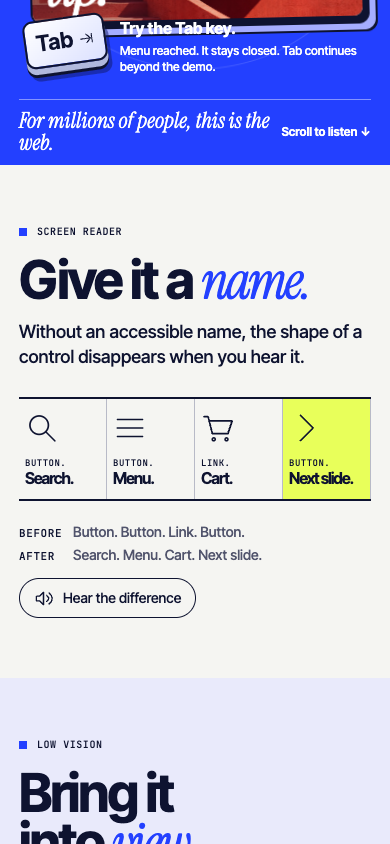 tip.
Tab
Try the Tab key.
Menu reached. It stays closed. Tab continues
beyond the demo.
For millions of people, this is the
web.
Scroll to listen ↓
SCREEN READER
Give it a name.
Without an accessible name, the shape of a
control disappears when you hear it.
BUTTON.
Search.
BUTTON.
Menu.
LINK.
Cart.
BUTTON.
Next slide.
BEFORE Button. Button. Link. Button.
AFTER Search. Menu. Cart. Next slide.
Hear the difference
LOW VISION
Bring it
into view